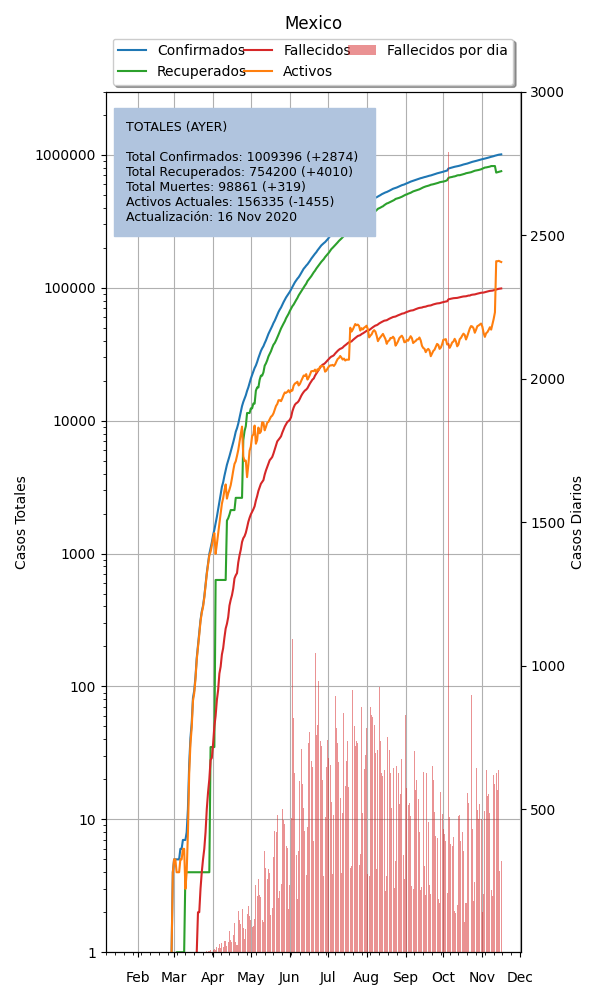 Mexico
Confirmados Fallecidos Fallecidos por dia
Recuperados Activos
TOTALES (AYER)
Total Confirmados: 1009396 (+2874)
Total Recuperados: 754200 (+4010)
Total Muertes: 98861 (+319)
Activos Actuales: 156335 (-1455)
Actualización: 16 Nov 2020
Casos Totales
1000000
100000
10000
1000
100
10
1
Casos Diarios
3000
2500
2000
1500
1000
500
Feb Mar Apr May Jun Jul Aug Sep Oct Nov Dec